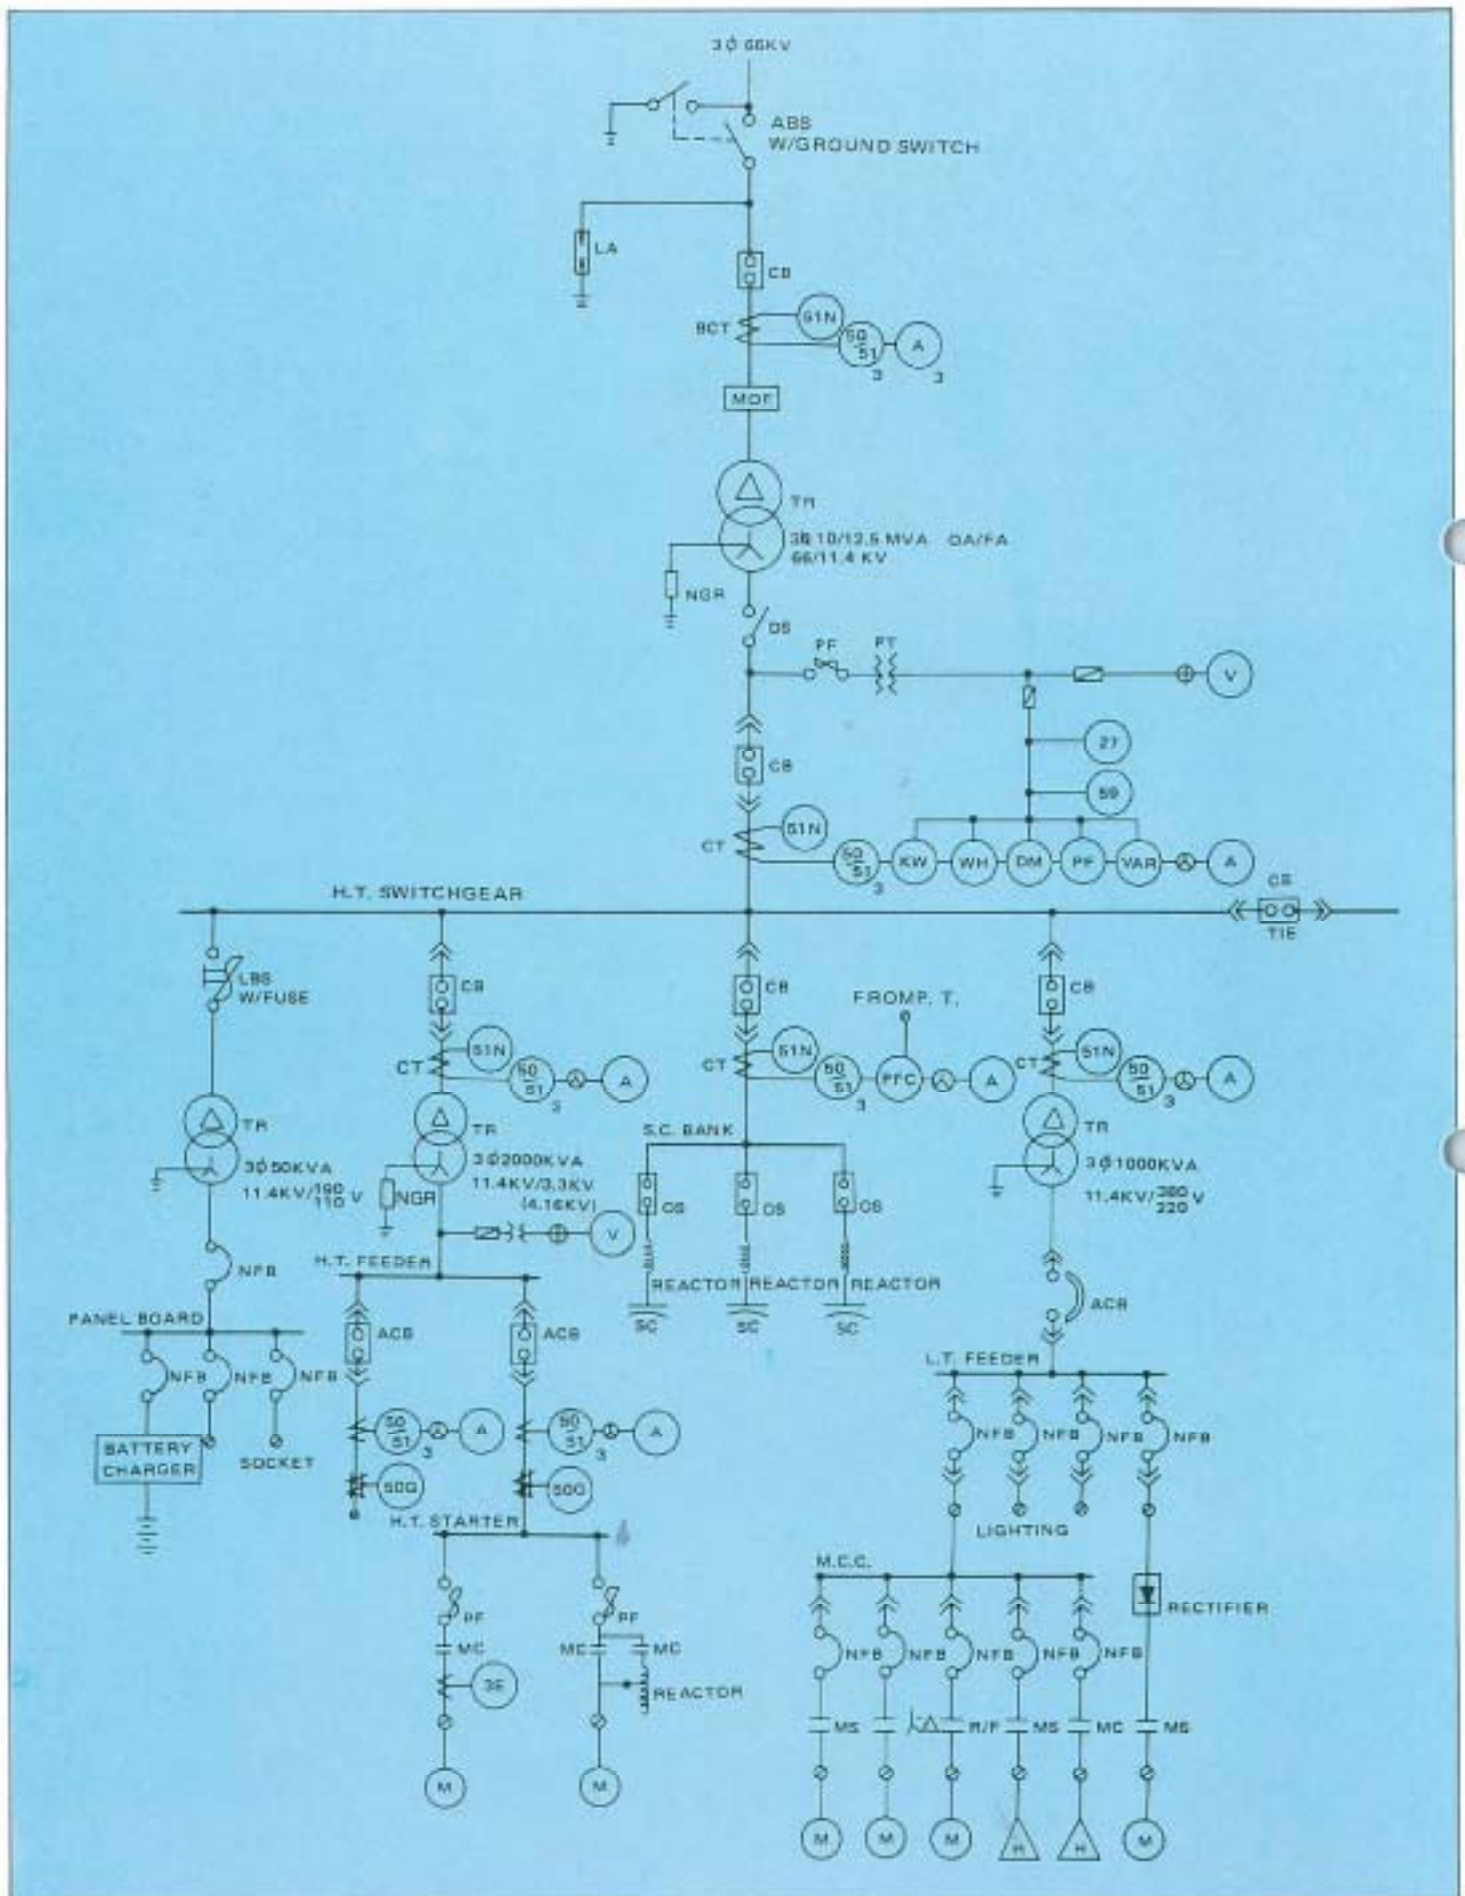 3φ 66KV
ABS
W/GROUND SWITCH
LA
CB
BCT
51N
50
51
3
A
3
MOF
TR
3φ 10/12.5 MVA OA/FA
66/11.4 KV
NGR
DS
PF
PT
V
27
CB
59
51N
CT
50
51
3
KW
WH
DM
PF
VAR
A
H.T. SWITCHGEAR
CB
TIE
LBS
W/FUSE
CB
CB
FROMP. T.
CB
51N
CT
50
51
3
A
51N
CT
50
51
3
PFC
A
51N
CT
50
51
3
A
TR
3φ50KVA
11.4KV/190
110 V
TR
3φ2000KVA
11.4KV/3.3KV
(4.16KV)
NGR
V
S.C. BANK
OS
OS
OS
REACTOR
REACTOR
REACTOR
SC
SC
SC
TR
3φ1000KVA
11.4KV/380
220 V
ACB
NFB
H.T. FEEDER
PANEL BOARD
ACB
ACB
NFB
NFB
NFB
L.T. FEEDER
50
51
3
A
50
51
3
A
NFB
NFB
NFB
NFB
BATTERY
CHARGER
SOCKET
50G
50G
H.T. STARTER
LIGHTING
M.C.C.
PF
PF
RECTIFIER
MC
MC
MC
3E
REACTOR
NFB
NFB
NFB
NFB
NFB
MS
人△
R/F
MS
MC
MS
M
M
M
M
M
H
H
M